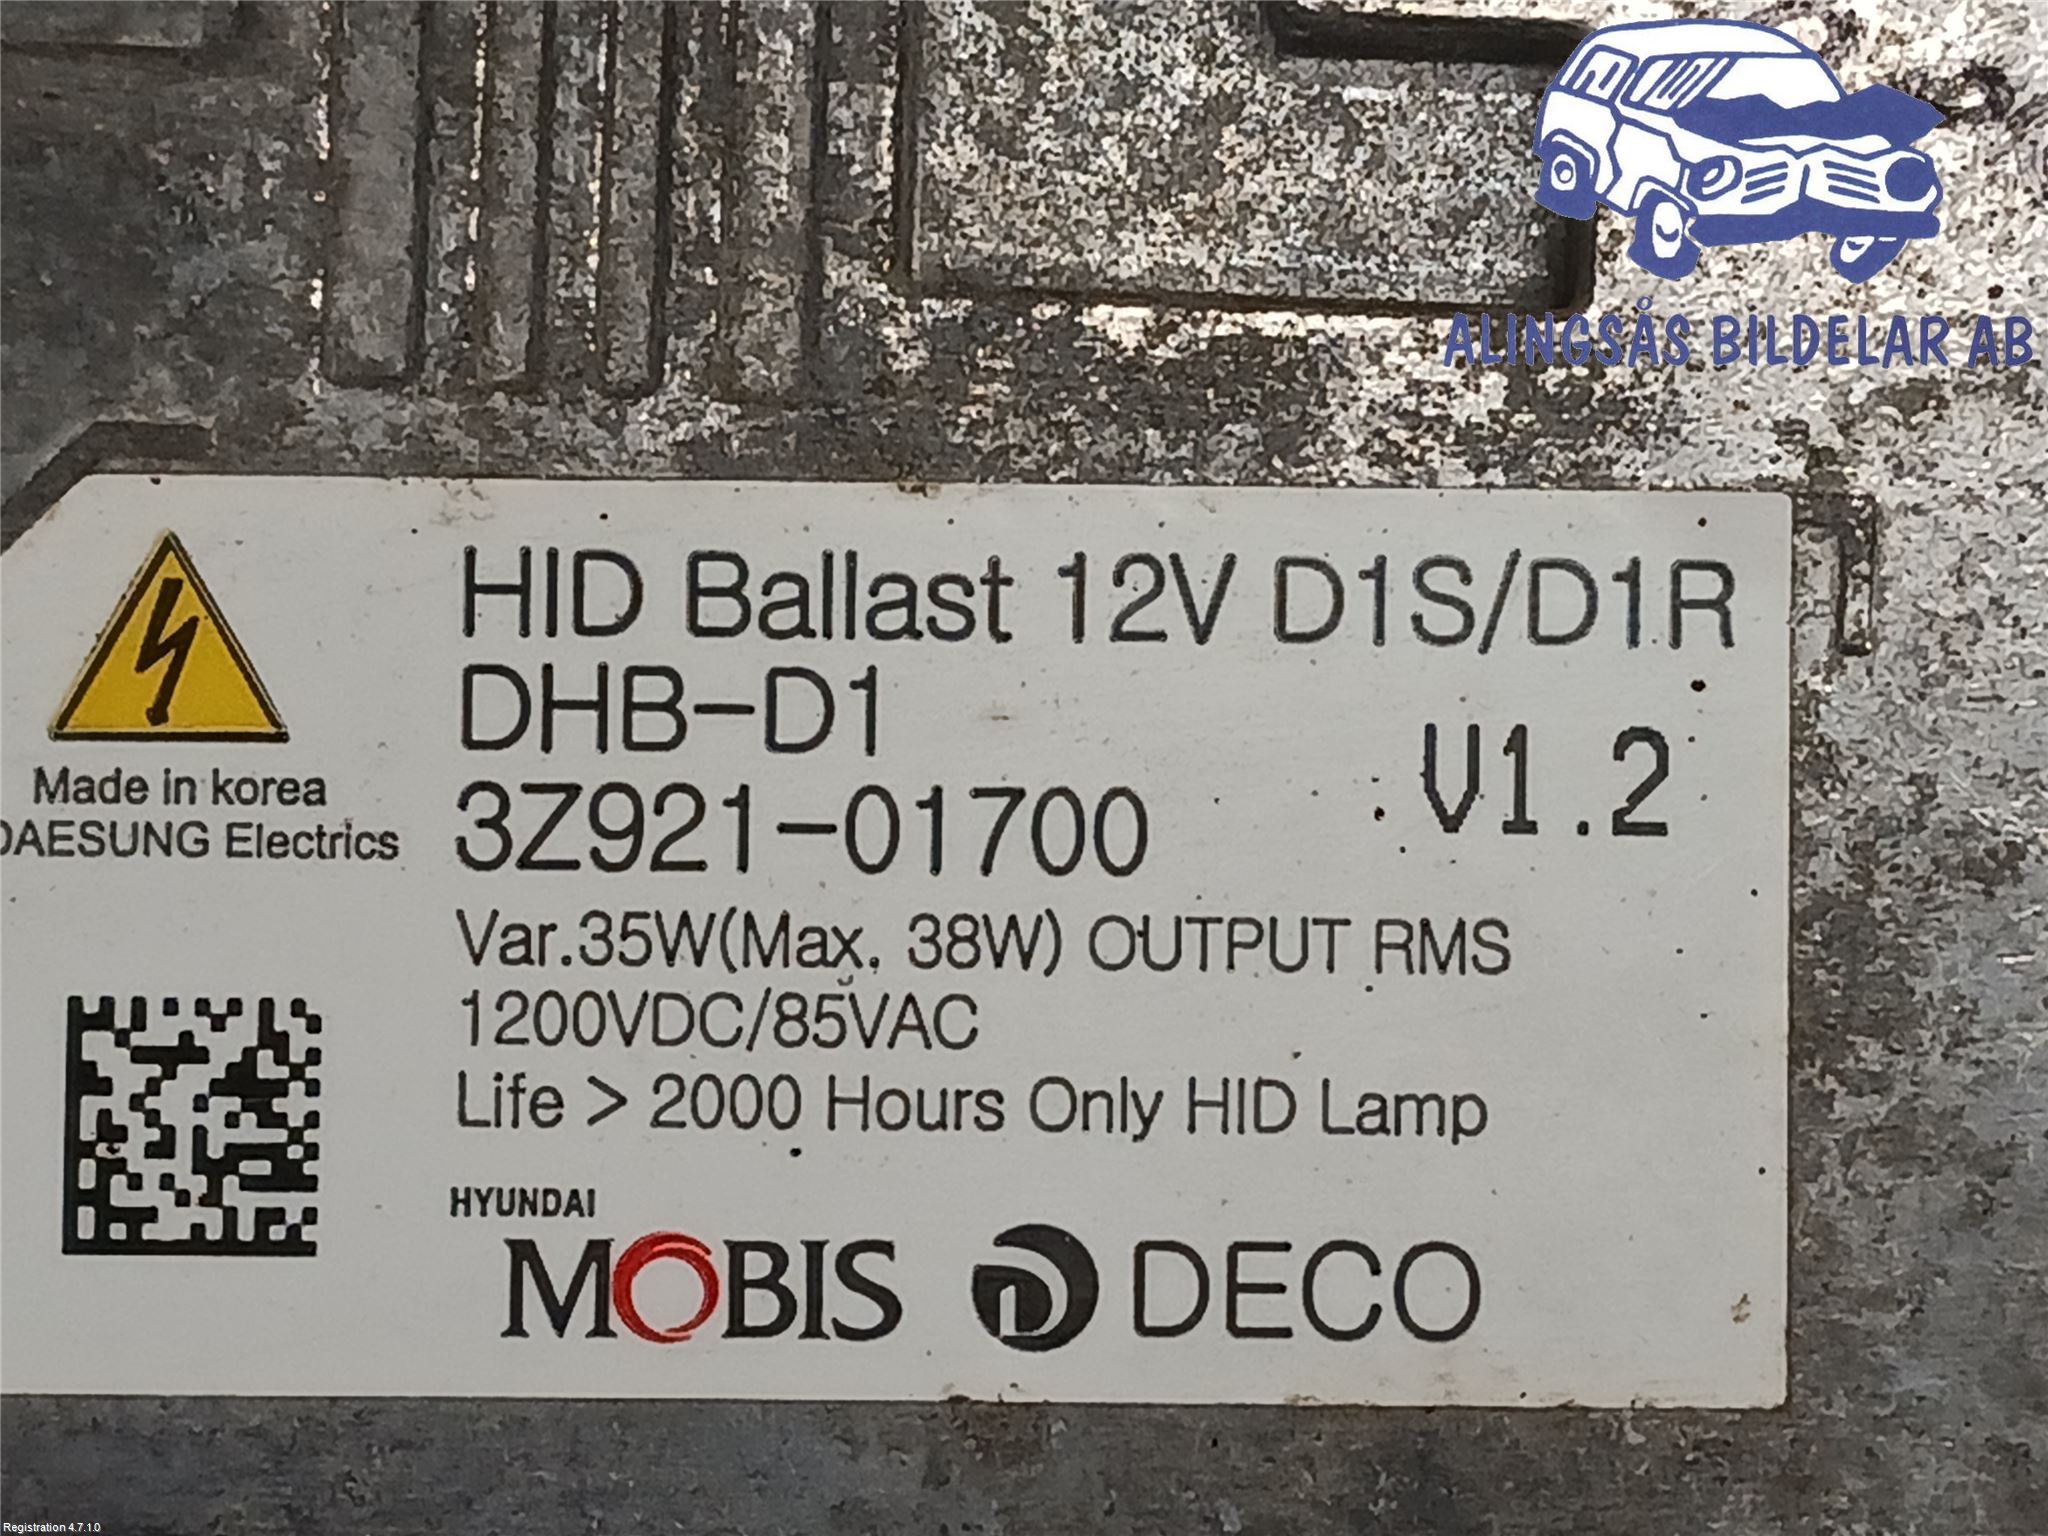 ALINGSÅS BILDELAR AB
HID Ballast 12V D1S/D1R
DHB-D1
V1.2
3Z921-01700
Made in korea
DAESUNG Electrics
Var.35W(Max. 38W) OUTPUT RMS
1200VDC/85VAC
Life > 2000 Hours Only HID Lamp
HYUNDAI
MOBIS DECO
Registration 4.7.1.0